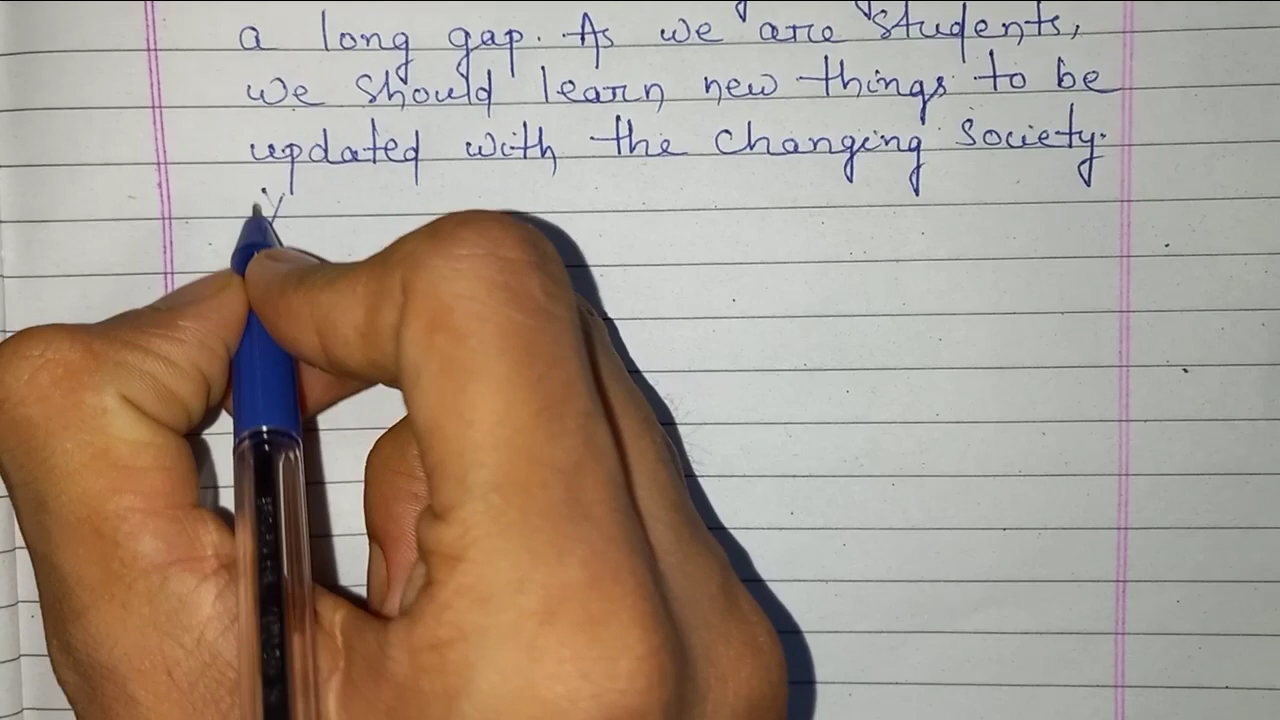 a long gap. As we are students,
we should learn new things to be
updated with the changing society.
Y